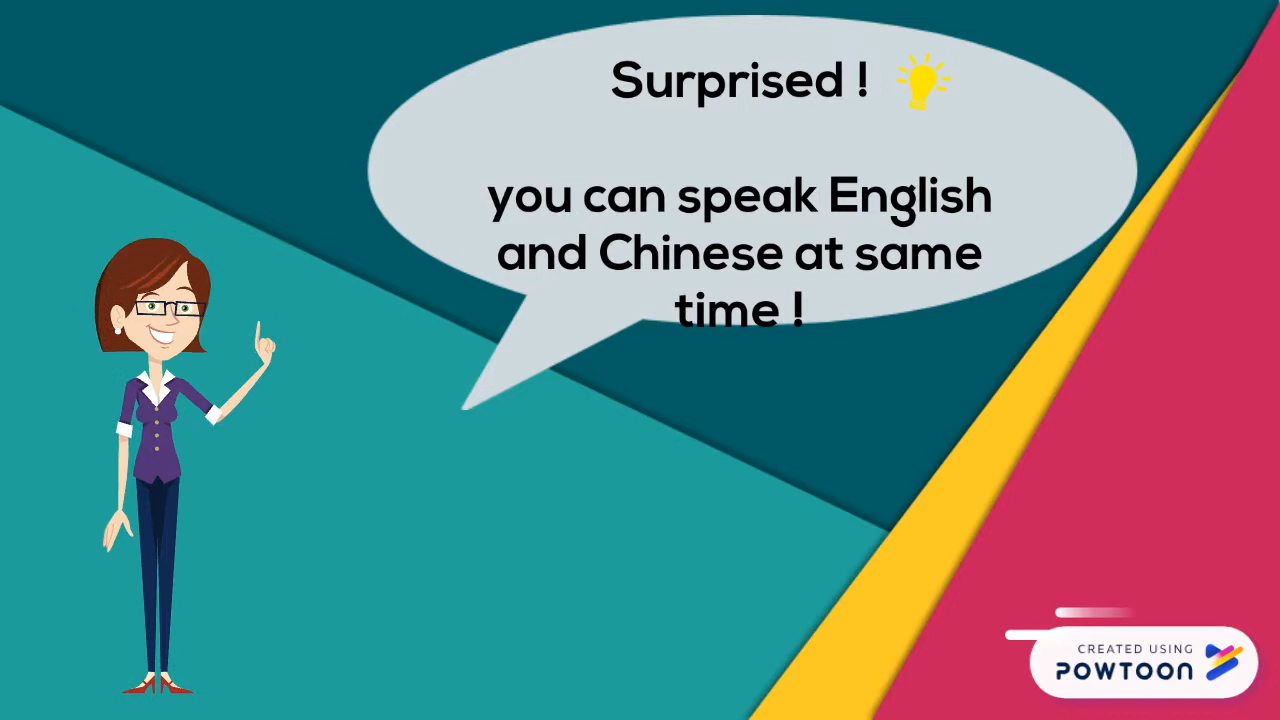 Surprised !
you can speak English
and Chinese at same
time !
CREATED USING
POWTOON